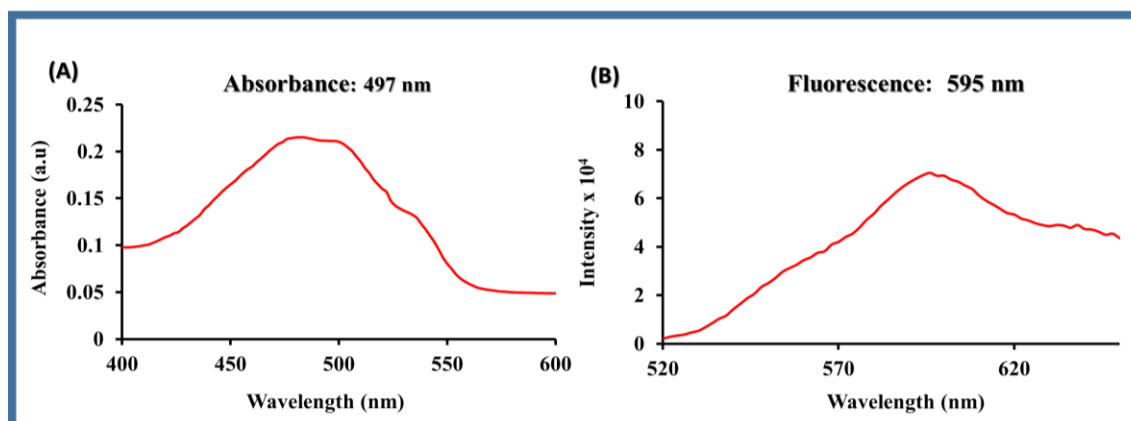 (A)
Absorbance: 497 nm
0.25
0.2
0.15
0.1
0.05
0
Absorbance (a.u)
400 450 500 550 600
Wavelength (nm)
(B)
Fluorescence: 595 nm
10
8
6
4
2
0
Intensity x 10⁴
520 570 620
Wavelength (nm)